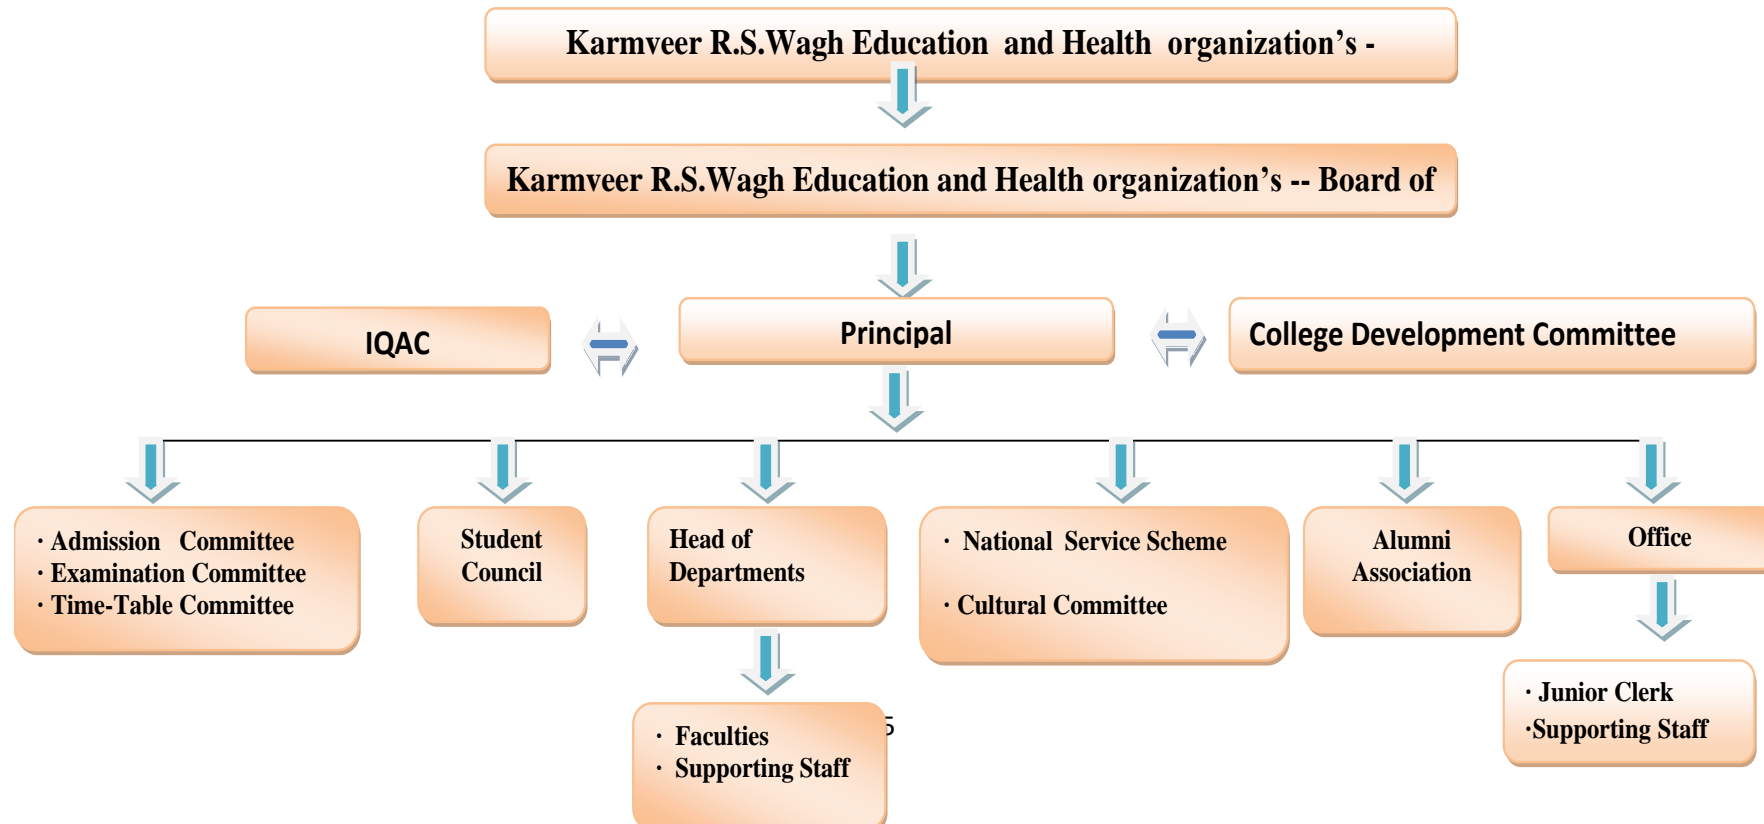 Karmveer R.S.Wagh Education and Health organization's -
Karmveer R.S.Wagh Education and Health organization's -- Board of
IQAC
Principal
College Development Committee
· Admission Committee
· Examination Committee
· Time-Table Committee
Student
Council
Head of
Departments
· National Service Scheme
· Cultural Committee
Alumni
Association
Office
· Faculties
· Supporting Staff
5
· Junior Clerk
·Supporting Staff